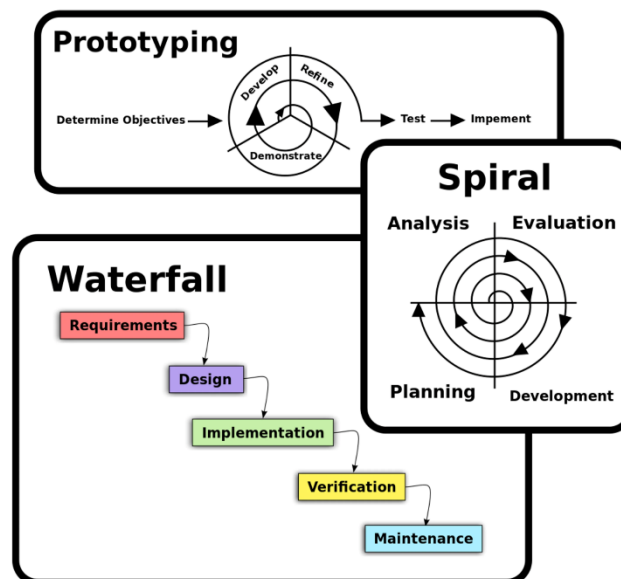 Prototyping
Develop
Refine
Determine Objectives
Test
Impement
Demonstrate
Spiral
Analysis
Evaluation
Planning
Development
Waterfall
Requirements
Design
Implementation
Verification
Maintenance